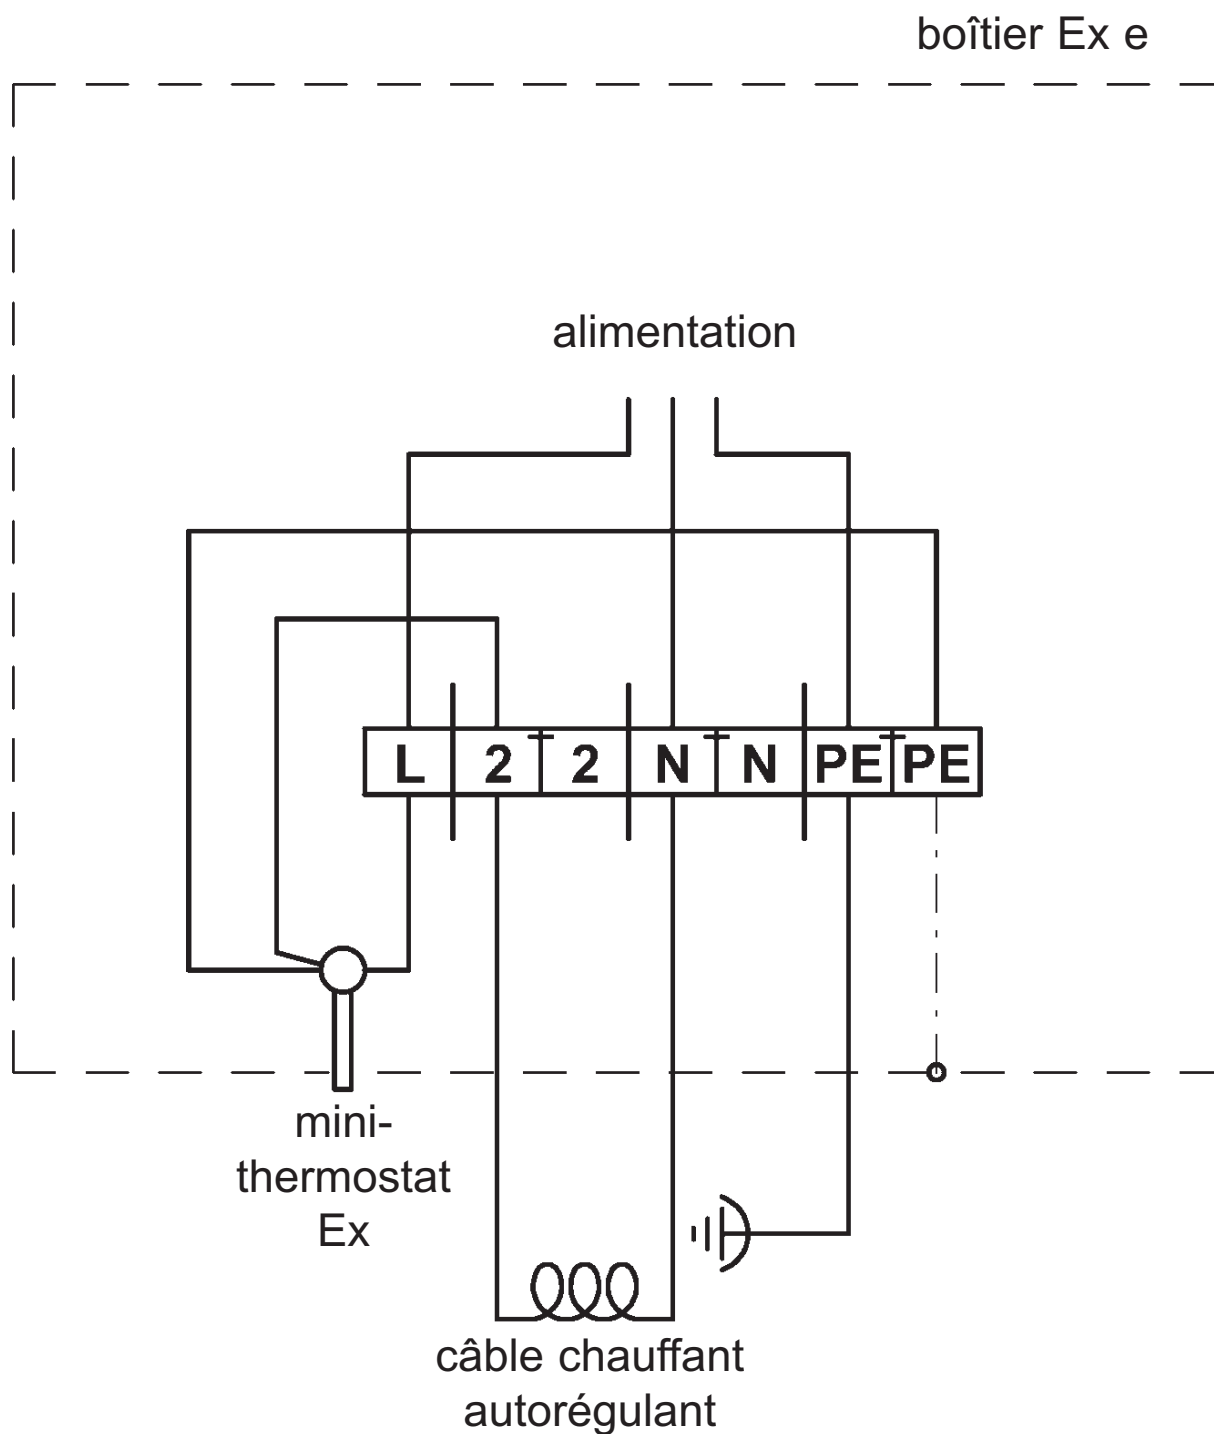 boîtier Ex e
alimentation
L 2 2 N N PE PE
mini-
thermostat
Ex
câble chauffant
autorégulant